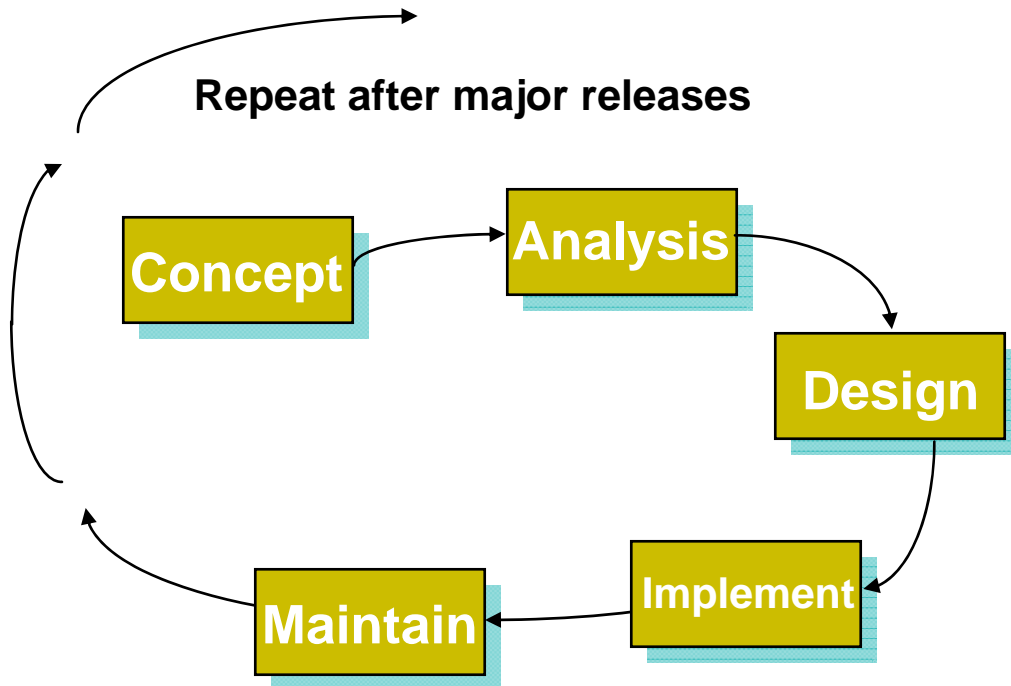 Repeat after major releases
Concept
Analysis
Design
Implement
Maintain